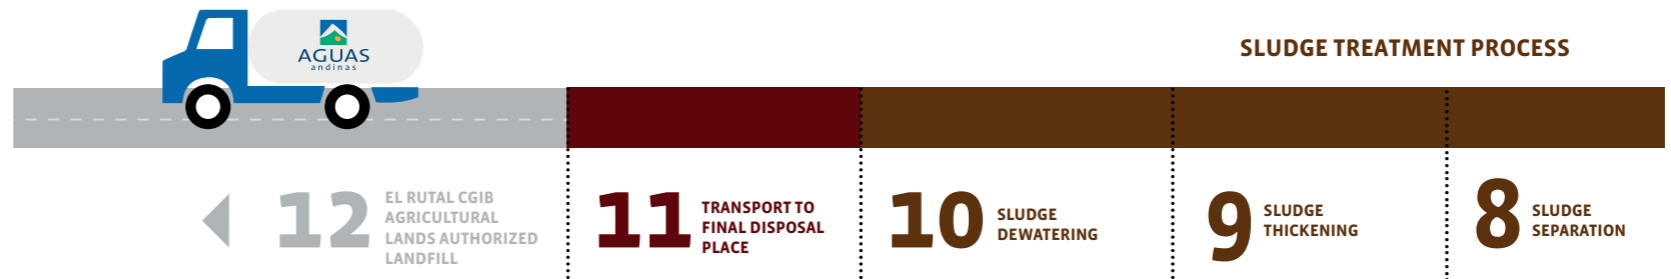 AGUAS
andinas
SLUDGE TREATMENT PROCESS
12
EL RUTAL CGIB
AGRICULTURAL
LANDS AUTHORIZED
LANDFILL
11
TRANSPORT TO
FINAL DISPOSAL
PLACE
10
SLUDGE
DEWATERING
9
SLUDGE
THICKENING
8
SLUDGE
SEPARATION